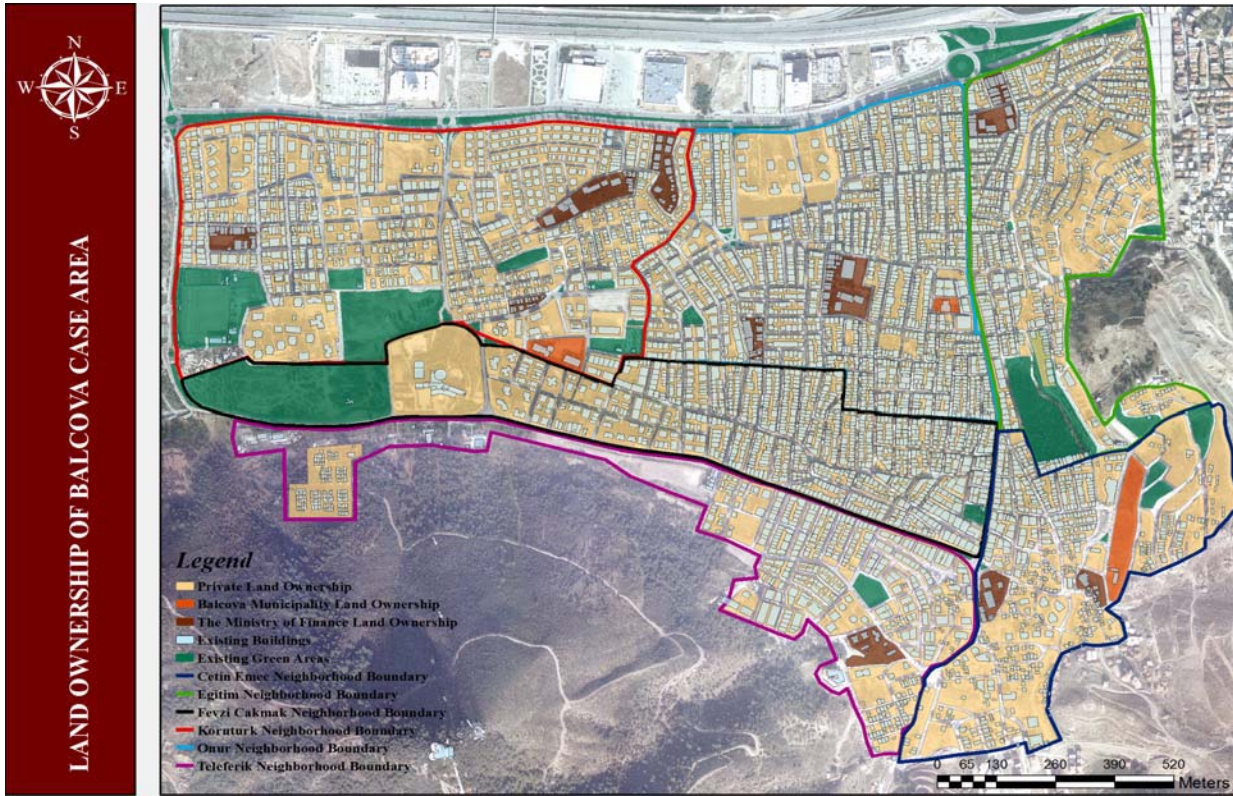 N
W E
S
LAND OWNERSHIP OF BALCOVA CASE AREA
Legend
Private Land Ownership
Balcova Municipality Land Ownership
The Ministry of Finance Land Ownership
Existing Buildings
Existing Green Areas
Cetin Emec Neighborhood Boundary
Egitim Neighborhood Boundary
Fevzi Cakmak Neighborhood Boundary
Koruturk Neighborhood Boundary
Onur Neighborhood Boundary
Teleferik Neighborhood Boundary
0 65 130 260 390 520
Meters